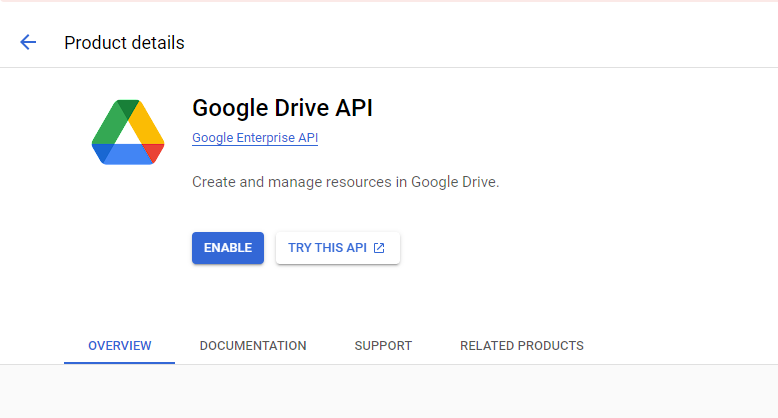 Product details
Google Drive API
Google Enterprise API
Create and manage resources in Google Drive.
ENABLE
TRY THIS API
OVERVIEW
DOCUMENTATION
SUPPORT
RELATED PRODUCTS